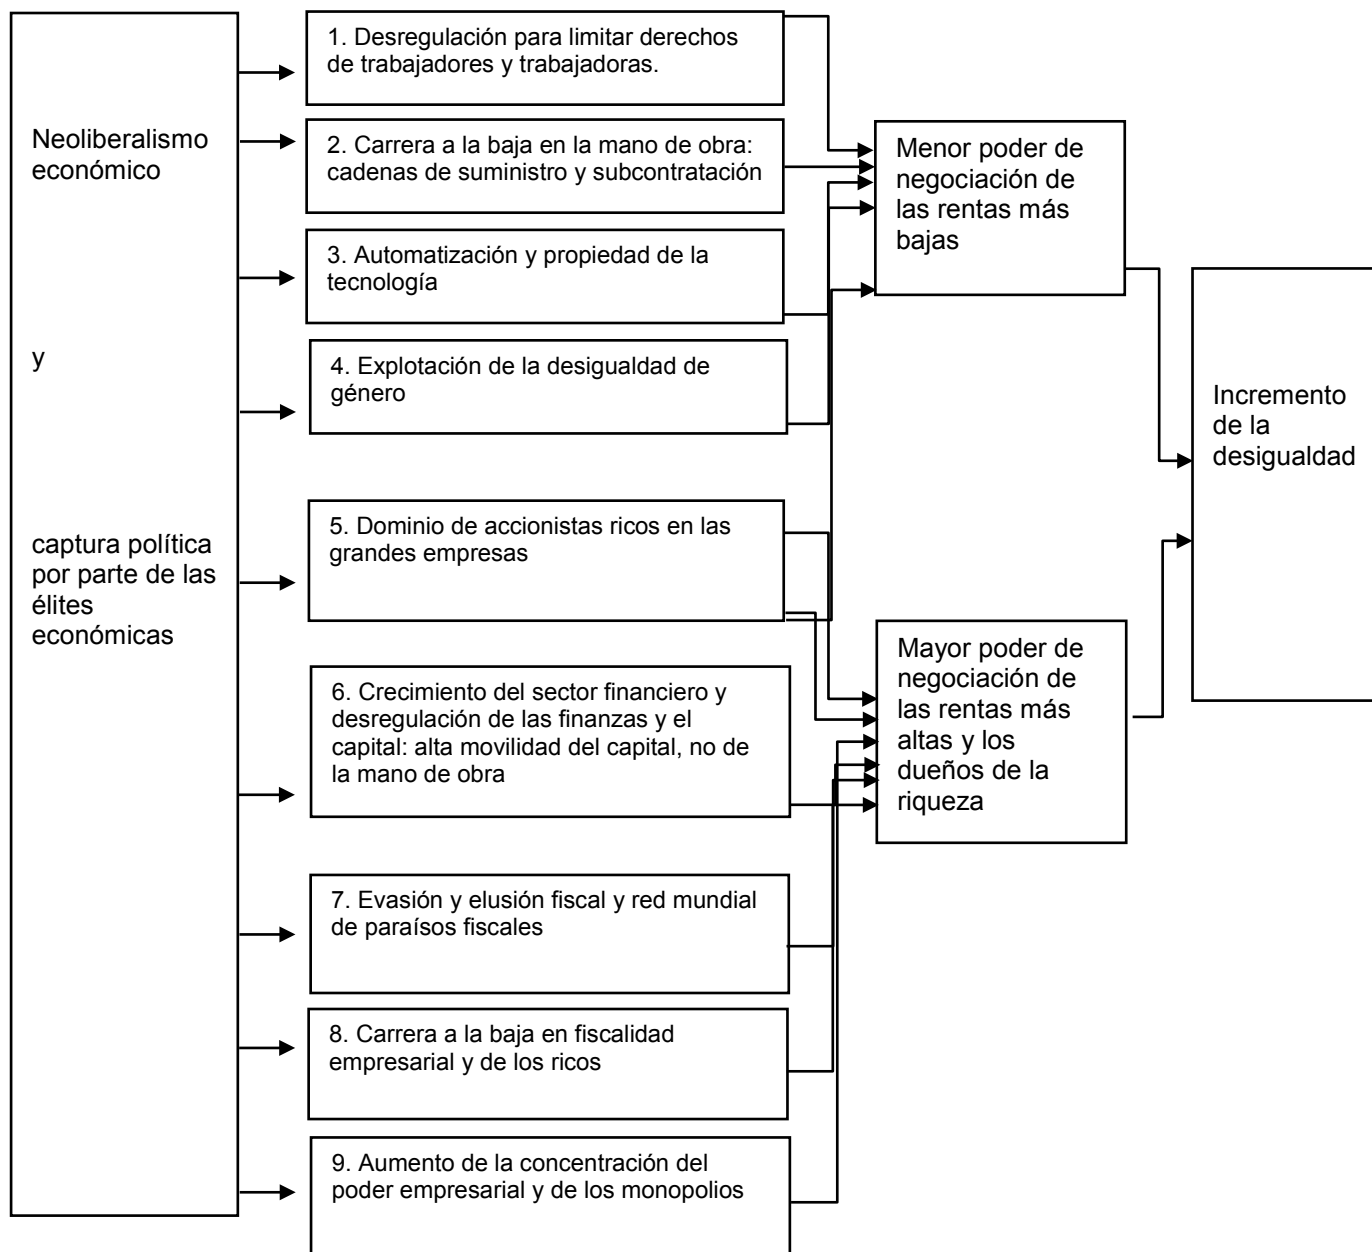 Neoliberalismo
económico
y
captura política
por parte de las
élites
económicas
1. Desregulación para limitar derechos
de trabajadores y trabajadoras.
2. Carrera a la baja en la mano de obra:
cadenas de suministro y subcontratación
3. Automatización y propiedad de la
tecnología
4. Explotación de la desigualdad de
género
5. Dominio de accionistas ricos en las
grandes empresas
6. Crecimiento del sector financiero y
desregulación de las finanzas y el
capital: alta movilidad del capital, no de
la mano de obra
7. Evasión y elusión fiscal y red mundial
de paraísos fiscales
8. Carrera a la baja en fiscalidad
empresarial y de los ricos
9. Aumento de la concentración del
poder empresarial y de los monopolios
Menor poder de
negociación de
las rentas más
bajas
Mayor poder de
negociación de
las rentas más
altas y los
dueños de la
riqueza
Incremento
de la
desigualdad